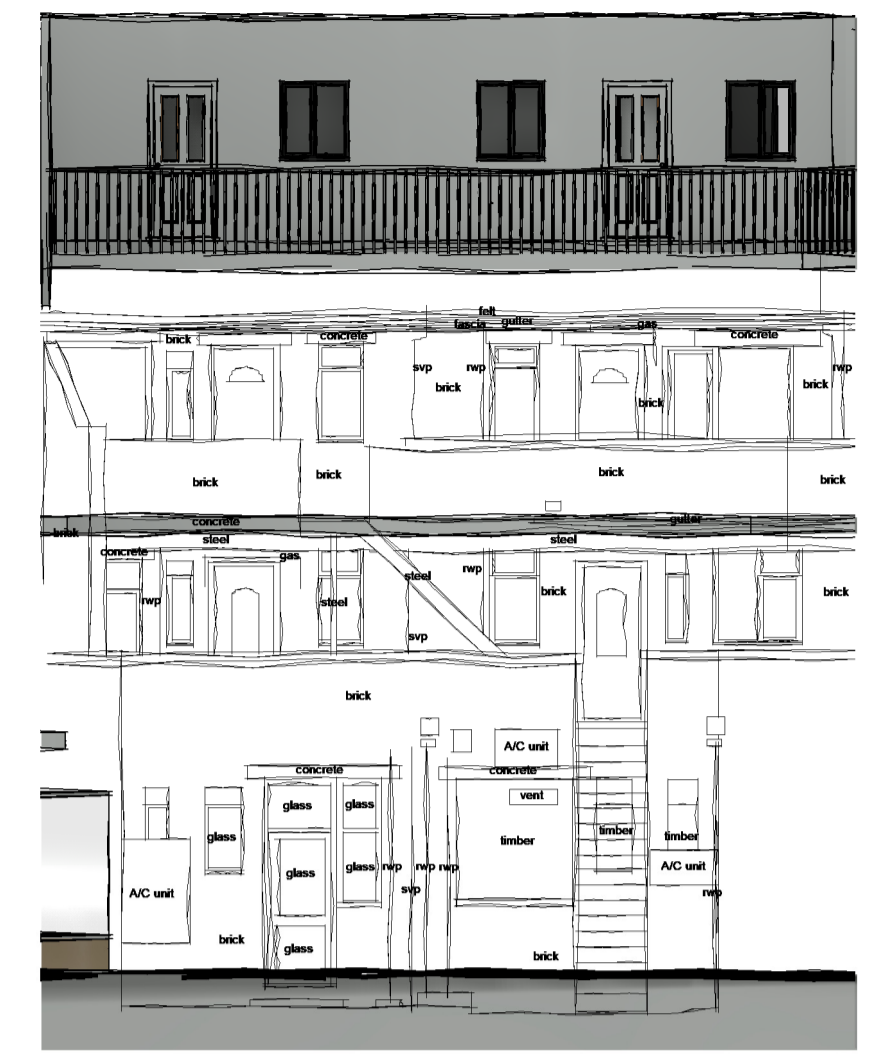 felt
fascia gutter gas
brick concrete concrete
svp rwp rwp
brick brick
brick
brick brick brick brick
concrete gutter
brick steel steel
concrete gas
steel rwp
rwp steel brick brick
svp
brick
A/C unit
concrete concrete
vent
glass glass
timber timber
glass timber
glass glass rwp rwp rwp A/C unit
svp
A/C unit rwp
brick
glass brick